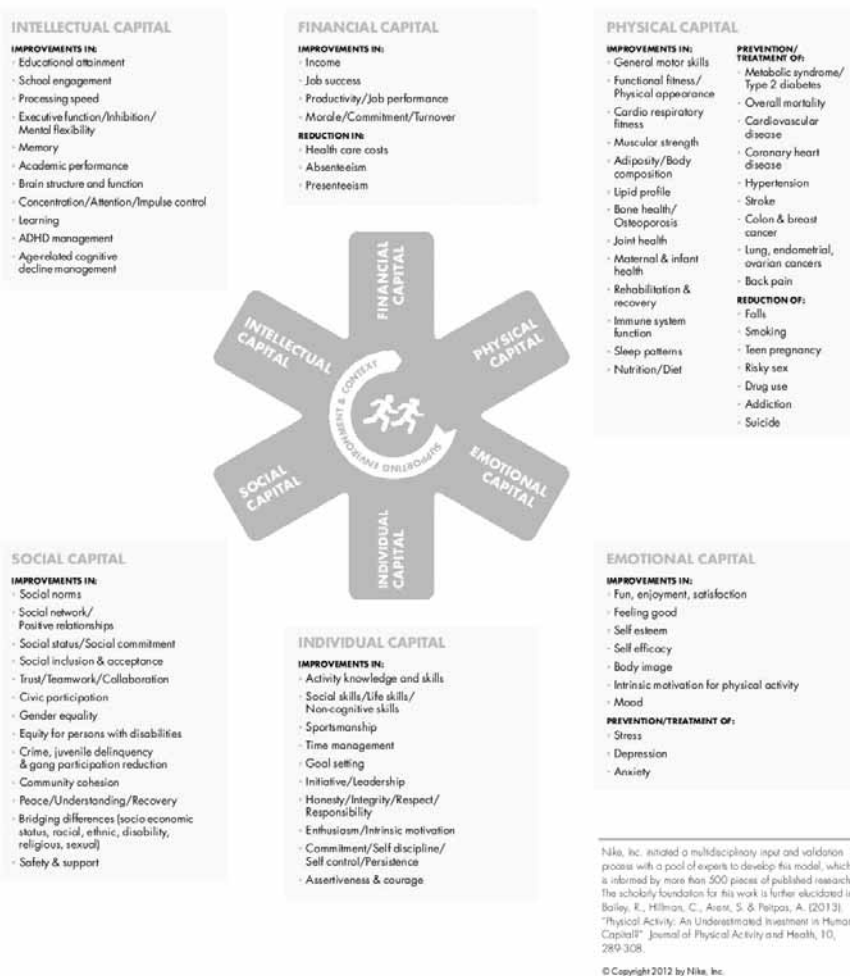 INTELLECTUAL CAPITAL
IMPROVEMENTS IN:
◦ Educational attainment
◦ School engagement
◦ Processing speed
◦ Executive function/Inhibition/
Mental flexibility
◦ Memory
◦ Academic performance
◦ Brain structure and function
◦ Concentration/Attention/Impulse control
◦ Learning
◦ ADHD management
◦ Age-related cognitive
decline management
FINANCIAL CAPITAL
IMPROVEMENTS IN:
◦ Income
◦ Job success
◦ Productivity/Job performance
◦ Morale/Commitment/Turnover
REDUCTION IN:
◦ Health care costs
◦ Absenteeism
◦ Presenteeism
PHYSICAL CAPITAL
IMPROVEMENTS IN:
◦ General motor skills
◦ Functional fitness/
Physical appearance
◦ Cardio respiratory
fitness
◦ Muscular strength
◦ Adiposity/Body
composition
◦ Lipid profile
◦ Bone health/
Osteoporosis
◦ Joint health
◦ Maternal & infant
health
◦ Rehabilitation &
recovery
◦ Immune system
function
◦ Sleep patterns
◦ Nutrition/Diet
PREVENTION/
TREATMENT OF:
◦ Metabolic syndrome/
Type 2 diabetes
◦ Overall mortality
◦ Cardiovascular
disease
◦ Coronary heart
disease
◦ Hypertension
◦ Stroke
◦ Colon & breast
cancer
◦ Lung, endometrial,
ovarian cancers
◦ Back pain
REDUCTION OF:
◦ Falls
◦ Smoking
◦ Teen pregnancy
◦ Risky sex
◦ Drug use
◦ Addiction
◦ Suicide
FINANCIAL
CAPITAL
INTELLECTUAL
CAPITAL
PHYSICAL
CAPITAL
SUPPORTING ENVIRONMENT & CONTEXT
SOCIAL
CAPITAL
EMOTIONAL
CAPITAL
INDIVIDUAL
CAPITAL
SOCIAL CAPITAL
IMPROVEMENTS IN:
◦ Social norms
◦ Social network/
Positive relationships
◦ Social status/Social commitment
◦ Social inclusion & acceptance
◦ Trust/Teamwork/Collaboration
◦ Civic participation
◦ Gender equality
◦ Equity for persons with disabilities
◦ Crime, juvenile delinquency
& gang participation reduction
◦ Community cohesion
◦ Peace/Understanding/Recovery
◦ Bridging differences (socio economic
status, racial, ethnic, disability,
religious, sexual)
◦ Safety & support
INDIVIDUAL CAPITAL
IMPROVEMENTS IN:
◦ Activity knowledge and skills
◦ Social skills/Life skills/
Non-cognitive skills
◦ Sportsmanship
◦ Time management
◦ Goal setting
◦ Initiative/Leadership
◦ Honesty/Integrity/Respect/
Responsibility
◦ Enthusiasm/Intrinsic motivation
◦ Commitment/Self discipline/
Self control/Persistence
◦ Assertiveness & courage
EMOTIONAL CAPITAL
IMPROVEMENTS IN:
◦ Fun, enjoyment, satisfaction
◦ Feeling good
◦ Self esteem
◦ Self efficacy
◦ Body image
◦ Intrinsic motivation for physical activity
◦ Mood
PREVENTION/TREATMENT OF:
◦ Stress
◦ Depression
◦ Anxiety
Nike, Inc. initiated a multidisciplinary input and validation
process with a pool of experts to develop this model, which
is informed by more than 500 pieces of published research.
The scholarly foundation for this work is further elucidated in
Bailey, R., Hillman, C., Arent, S. & Petitpas, A. (2013).
"Physical Activity: An Underestimated Investment in Human
Capital?" Journal of Physical Activity and Health, 10,
289-308.
© Copyright 2012 by Nike, Inc.